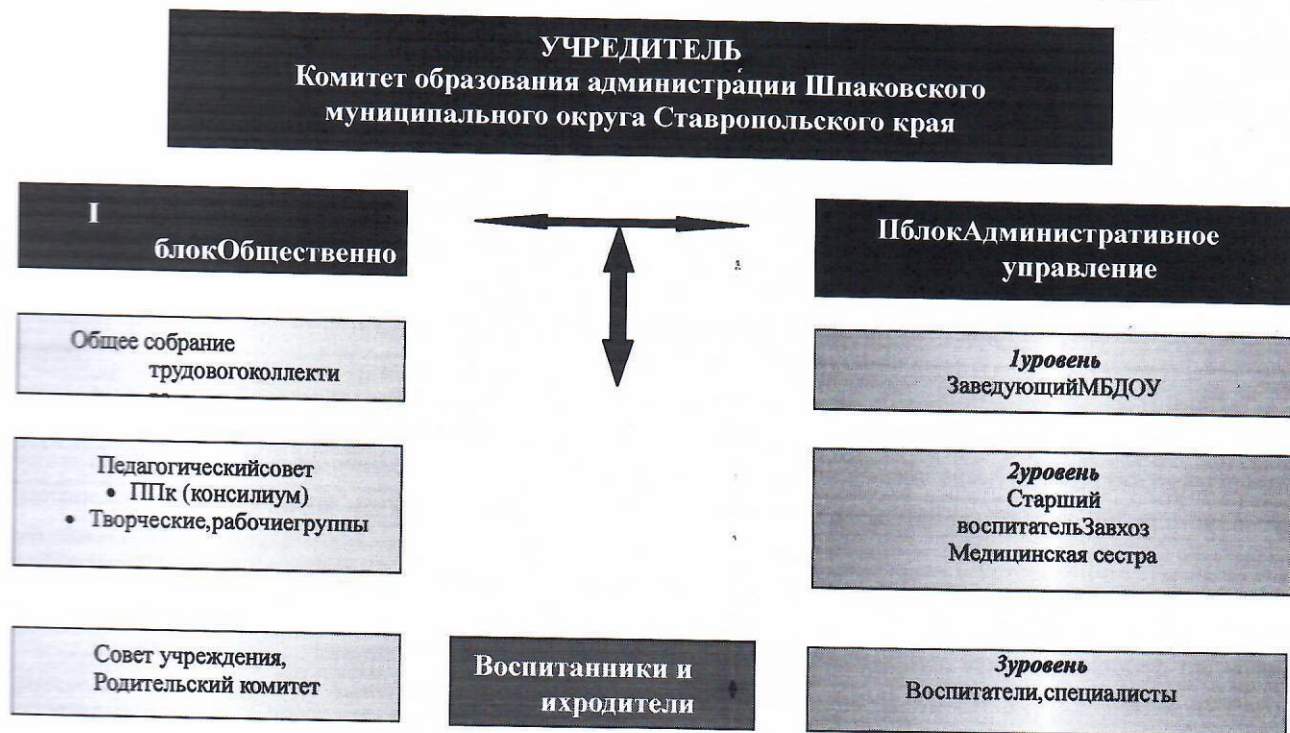 УЧРЕДИТЕЛЬ
Комитет образования администрации Шпаковского
муниципального округа Ставропольского края
I
блокОбщественно
Общее собрание
трудовогоколлекти
Педагогическийсовет
• ППк (консилиум)
• Творческие,рабочиегруппы
Совет учреждения,
Родительский комитет
Воспитанники и
ихродители
IIблокАдминистративное
управление
1уровень
ЗаведующийМБДОУ
2уровень
Старший
воспитательЗавхоз
Медицинская сестра
3уровень
Воспитатели,специалисты